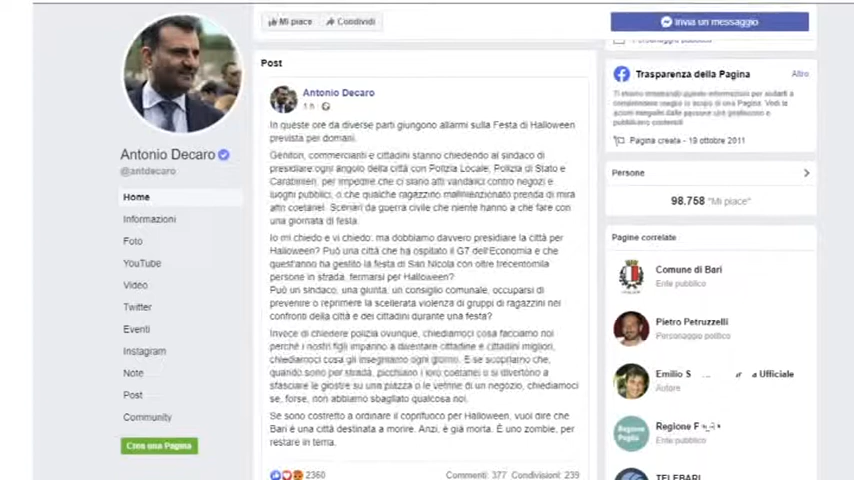 Mi piace
Condividi
Invia un messaggio
Antonio Decaro
@antdecaro
Home
Informazioni
Foto
YouTube
Video
Twitter
Eventi
Instagram
Note
Post
Community
Crea una Pagina
Post
Antonio Decaro
1 h
In queste ore da diverse parti giungono allarmi sulla Festa di Halloween
prevista per domani.
Genitori, commercianti e cittadini stanno chiedendo al sindaco di
presidiare ogni angolo della città con Polizia Locale, Polizia di Stato e
Carabinieri, per impedire che ci siano atti vandalici contro negozi e
luoghi pubblici, o che qualche ragazzino malintenzionato prenda di mira
altri coetanei. Scenari da guerra civile che niente hanno a che fare con
una giornata di festa.
Io mi chiedo e vi chiedo: ma dobbiamo davvero presidiare la città per
Halloween? Può una città che ha ospitato il G7 dell'Economia e che
quest'anno ha gestito la festa di San Nicola con oltre trecentomila
persone in strada, fermarsi per Halloween?
Può un sindaco, una giunta, un consiglio comunale, occuparsi di
prevenire o reprimere la scellerata violenza di gruppi di ragazzini nei
confronti della città e dei cittadini durante una festa?
Invece di chiedere polizia ovunque, chiediamoci cosa facciamo noi
perché i nostri figli imparino a diventare cittadine e cittadini migliori,
chiediamoci cosa gli insegniamo ogni giorno. E se scopriamo che,
quando sono per strada, picchiano i loro coetanei o si divertono a
sfasciare le giostre su una piazza o le vetrine di un negozio, chiediamoci
se, forse, non abbiamo sbagliato qualcosa noi.
Se sono costretto a ordinare il coprifuoco per Halloween, vuol dire che
Bari è una città destinata a morire. Anzi, è già morta. È uno zombie, per
restare in tema.
2360
Commenti: 377 Condivisioni: 239
Trasparenza della Pagina
Altro
Pagina creata - 19 ottobre 2011
Persone
98.758 "Mi piace"
Pagine correlate
Comune di Bari
Ente pubblico
Pietro Petruzzelli
Personaggio politico
Emilio S Ufficiale
Autore
Regione
Ente pubblico
Regione
Puglia
TELEBARI